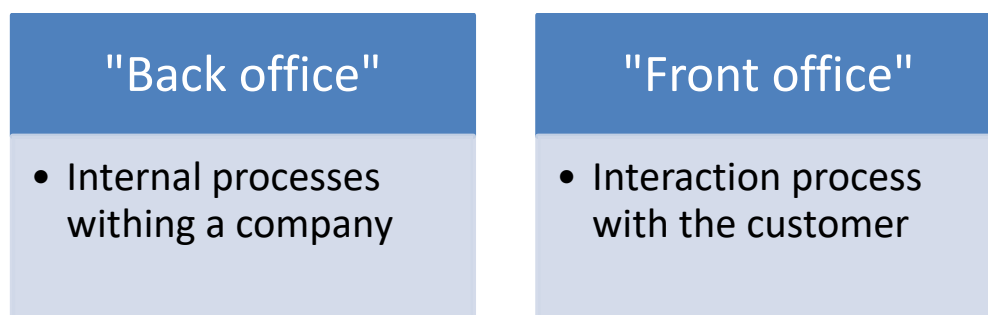 "Back office"
• Internal processes
withing a company
"Front office"
• Interaction process
with the customer